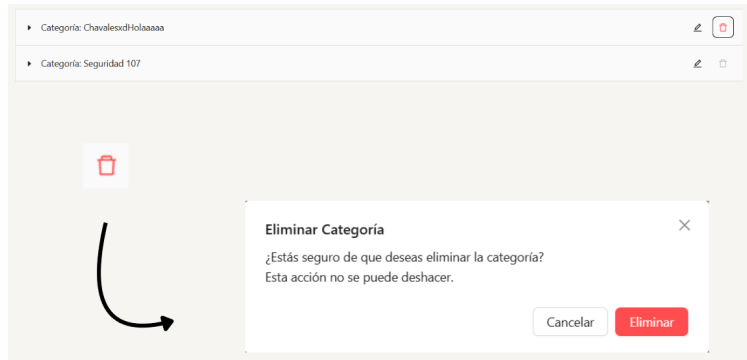 Categoría: ChavalesxdHolaaaaa
Categoría: Seguridad 107
Eliminar Categoría
¿Estás seguro de que deseas eliminar la categoría?
Esta acción no se puede deshacer.
Cancelar
Eliminar